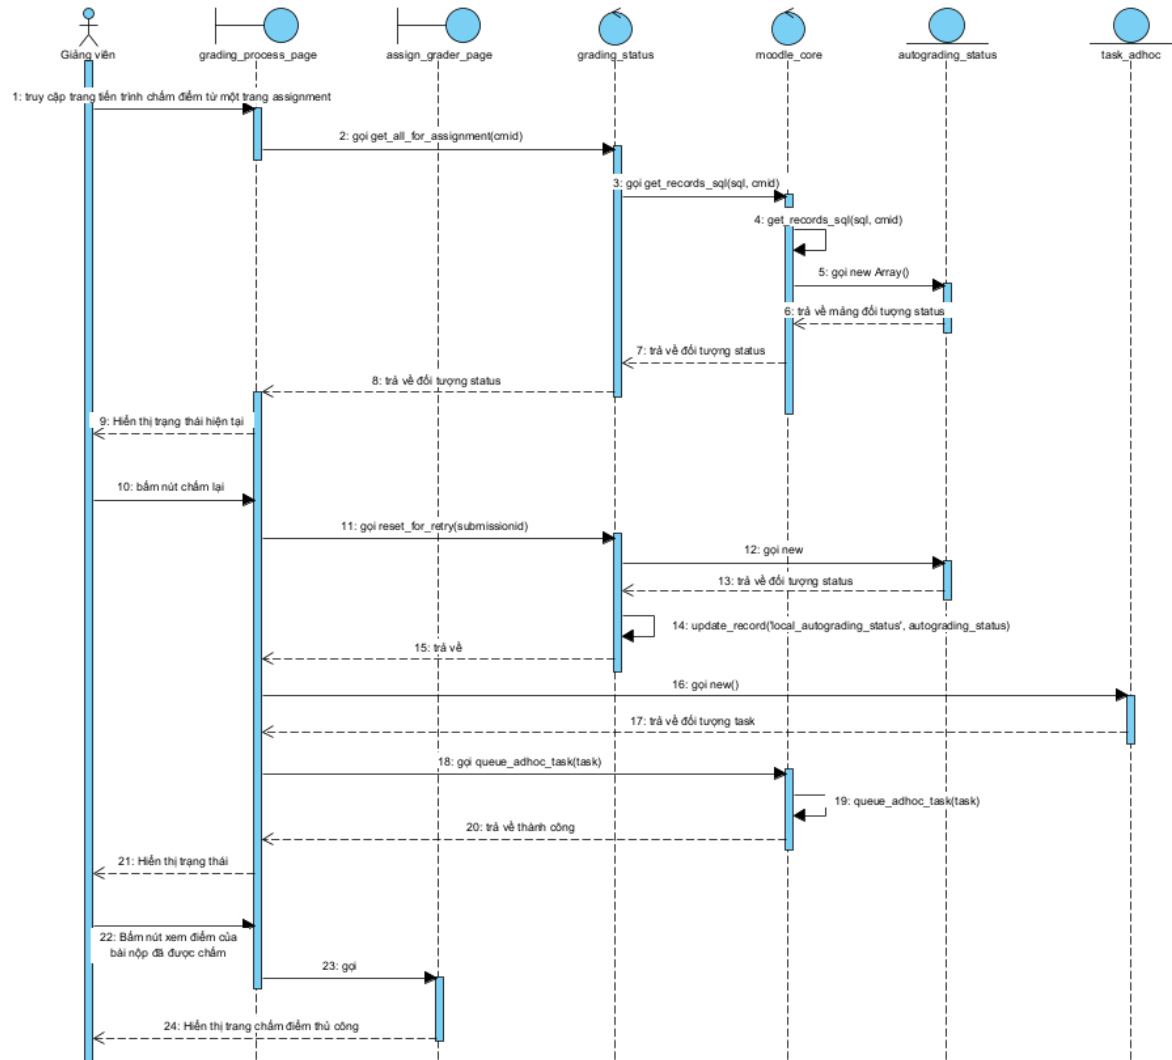 Giảng viên
grading_process_page
assign_grader_page
grading_status
moodle_core
autograding_status
task_adhoc
1: truy cập trang tiến trình chấm điểm từ một trang assignment
2: gọi get_all_for_assignment(cmid)
3: gọi get_records_sql(sql, cmid)
4: get_records_sql(sql, cmid)
5: gọi new Array()
6: trả về mảng đối tượng status
7: trả về đối tượng status
8: trả về đối tượng status
9: Hiển thị trạng thái hiện tại
10: bấm nút chấm lại
11: gọi reset_for_retry(submissionid)
12: gọi new
13: trả về đối tượng status
14: update_record('local_autograding_status', autograding_status)
15: trả về
16: gọi new()
17: trả về đối tượng task
18: gọi queue_adhoc_task(task)
19: queue_adhoc_task(task)
20: trả về thành công
21: Hiển thị trạng thái
22: Bấm nút xem điểm của
bài nộp đã được chấm
23: gọi
24: Hiển thị trang chấm điểm thủ công